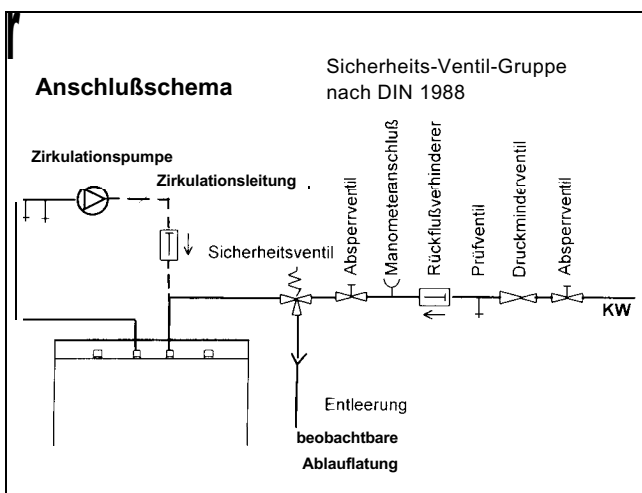 Anschlußschema
Sicherheits-Ventil-Gruppe
nach DIN 1988
Zirkulationspumpe
Zirkulationsleitung
Sicherheitsventil
Absperrventil
Manometeranschluß
Rückflußverhinderer
Prüfventil
Druckminderventil
Absperrventil
KW
Entleerung
beobachtbare
Ablauflatung